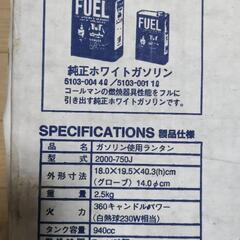 FUEL
FUEL
純正ホワイトガソリン
5103-004 4ℓ／5103-001 1ℓ
コールマンの燃焼器具性能をフルに
引き出す純正ホワイトガソリンです。
SPECIFICATIONS 製品仕様
品名 ガソリン使用ランタン
型式 2000-750J
外形寸法 18.0×19.5×40.3(h)cm
(グローブ) 14.0φcm
重量 2.5kg
火力 360キャンドルパワー
(白熱球230W相当)
タンク容量 940cc